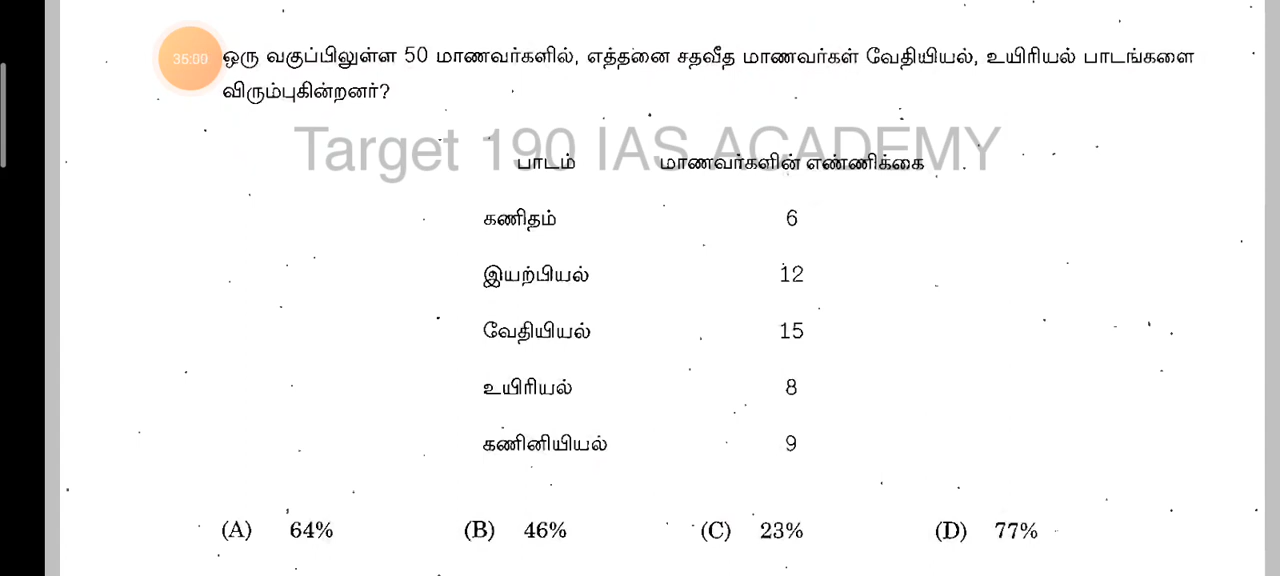 35:00
ஒரு வகுப்பிலுள்ள 50 மாணவர்களில், எத்தனை சதவீத மாணவர்கள் வேதியியல், உயிரியல் பாடங்களை
விரும்புகின்றனர்?
Target 190 IAS ACADEMY
பாடம் மாணவர்களின் எண்ணிக்கை
கணிதம் 6
இயற்பியல் 12
வேதியியல் 15
உயிரியல் 8
கணினியியல் 9
(A) 64% (B) 46% (C) 23% (D) 77%